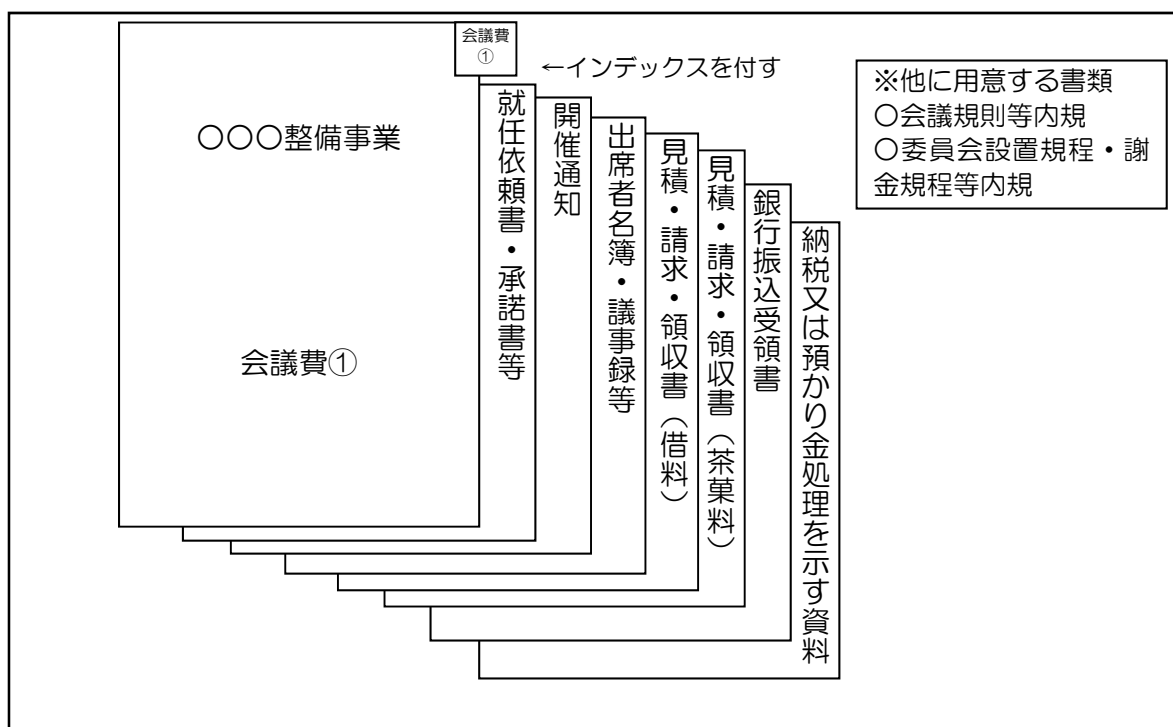 会議費
①
←インデックスを付す
〇〇〇整備事業
会議費①
就任依頼書・承諾書等
開催通知
出席者名簿・議事録等
見積・請求・領収書（借料）
見積・請求・領収書（茶菓料）
銀行振込受領書
納税又は預かり金処理を示す資料
※他に用意する書類
〇会議規則等内規
〇委員会設置規程・謝
金規程等内規